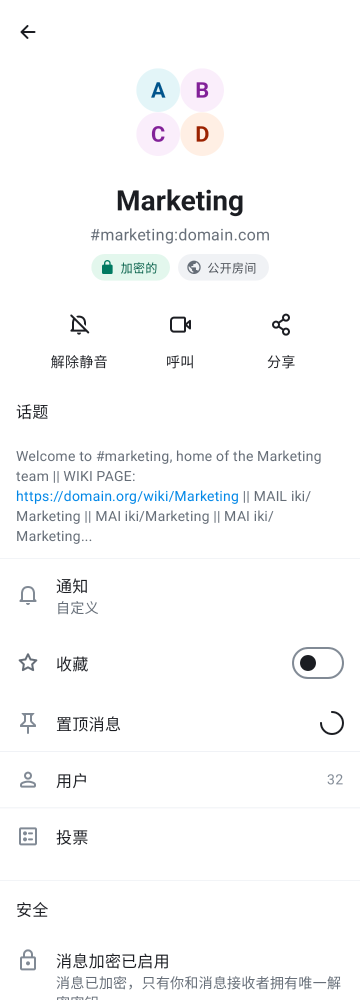 A B
C D
Marketing
#marketing:domain.com
加密的 公开房间
解除静音 呼叫 分享
话题
Welcome to #marketing, home of the Marketing
team || WIKI PAGE:
https://domain.org/wiki/Marketing || MAIL iki/
Marketing || MAI iki/Marketing || MAI iki/
Marketing...
通知
自定义
收藏
置顶消息
用户 32
投票
安全
消息加密已启用
消息已加密，只有你和消息接收者拥有唯一解